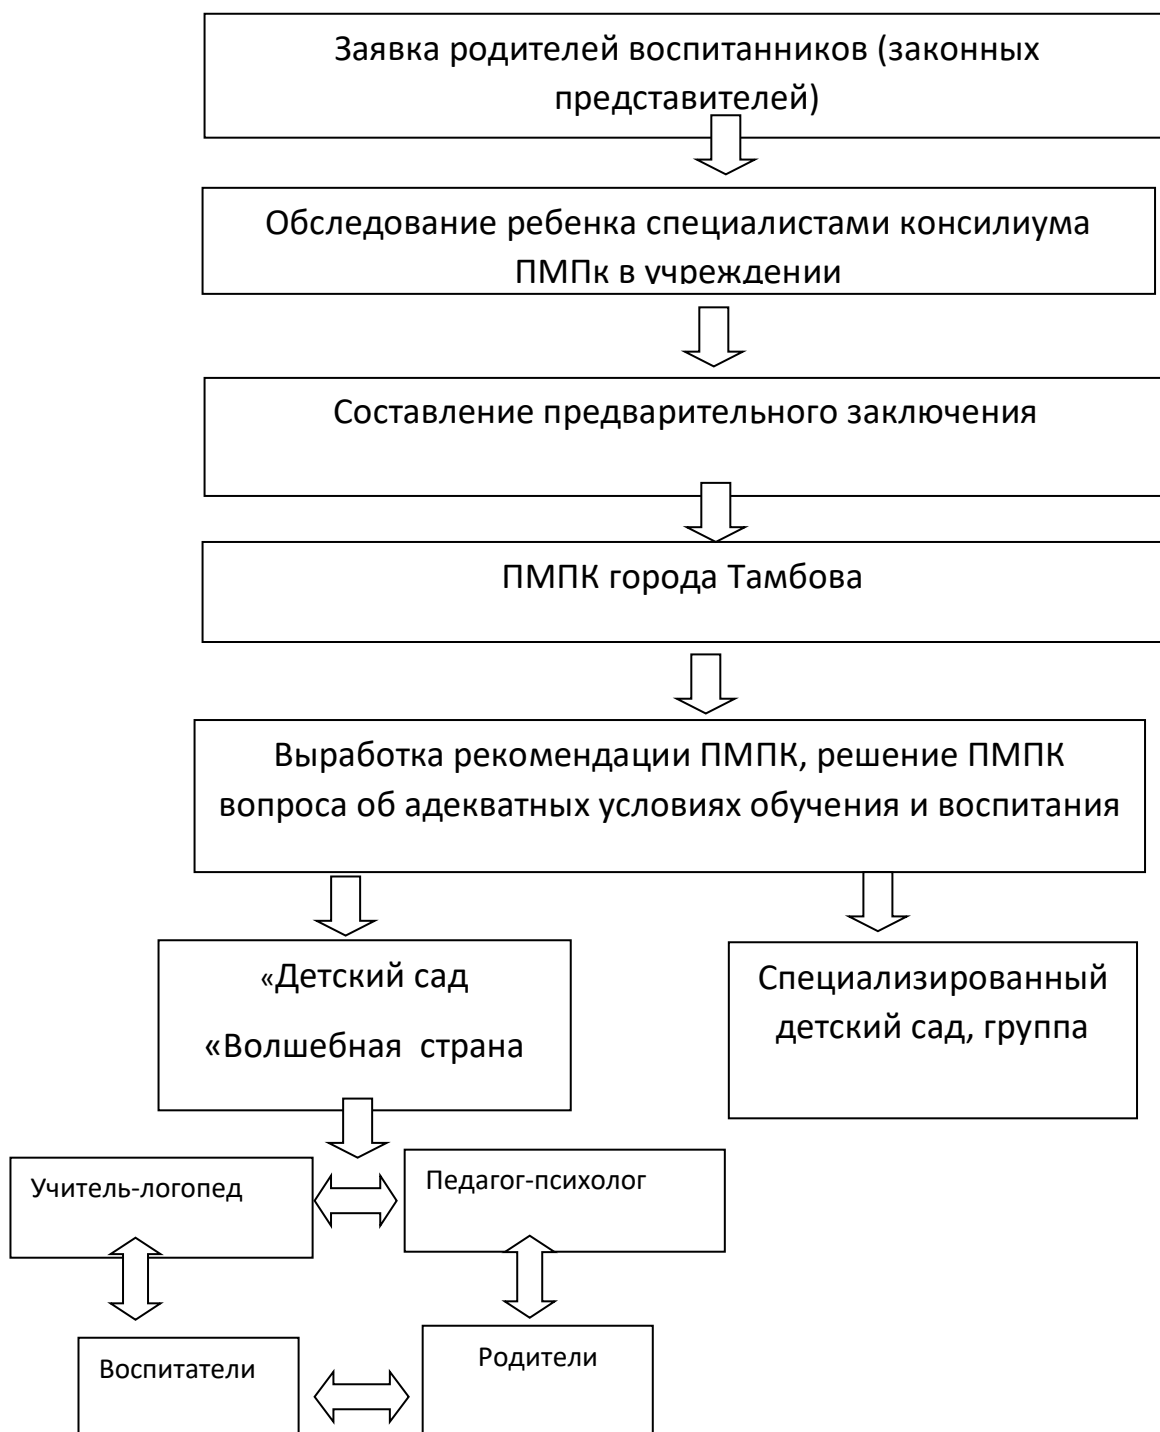 Заявка родителей воспитанников (законных
представителей)
Обследование ребенка специалистами консилиума
ПМПк в учреждении
Составление предварительного заключения
ПМПК города Тамбова
Выработка рекомендации ПМПК, решение ПМПК
вопроса об адекватных условиях обучения и воспитания
«Детский сад
«Волшебная  страна
Специализированный
детский сад, группа
Учитель-логопед
Педагог-психолог
Воспитатели
Родители